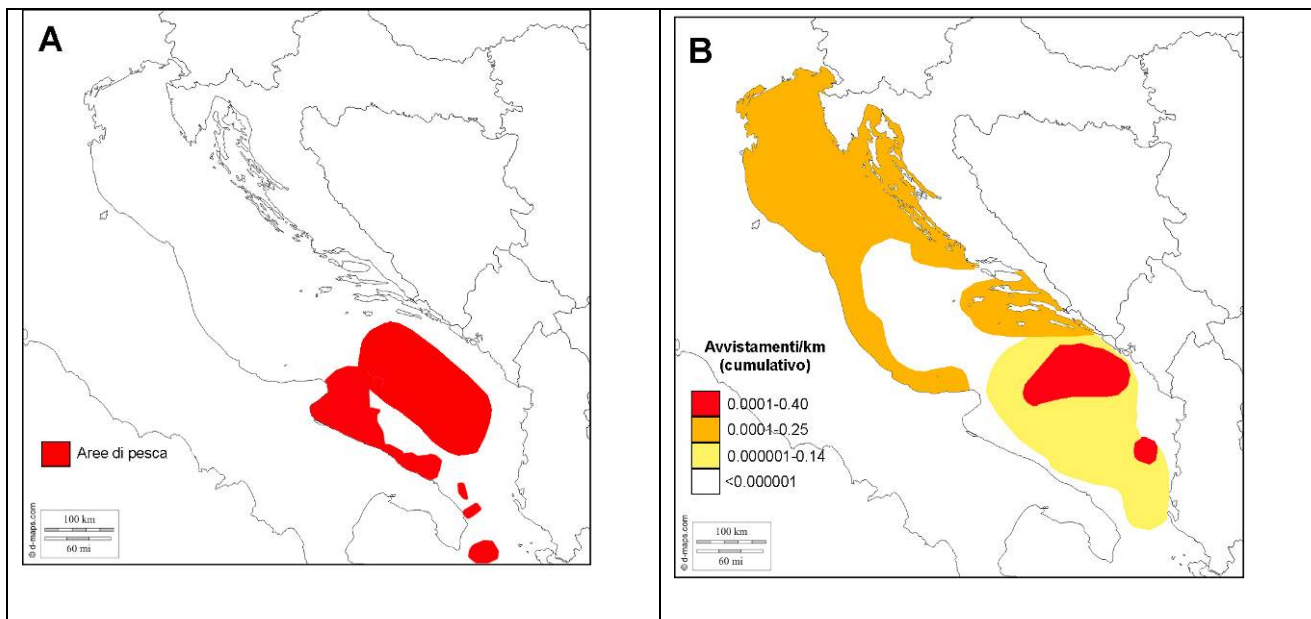 A
Aree di pesca
100 km
60 mi
© d-maps.com
B
Avvistamenti/km
(cumulativo)
0.0001-0.40
0.0001-0.25
0.000001-0.14
<0.000001
100 km
60 mi
© d-maps.com